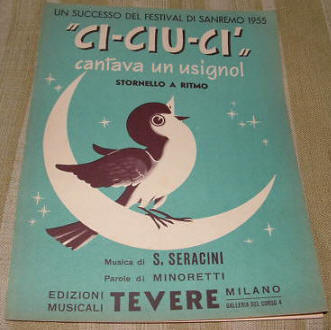 UN SUCCESSO DEL FESTIVAL DI SANREMO 1955
"CI-CIU-CI'„
cantava un usignol
STORNELLO A RITMO
Musica di S. SERACINI
Parole di MINORETTI
EDIZIONI MUSICALI TEVERE MILANO
GALLERIA DEL CORSO 4